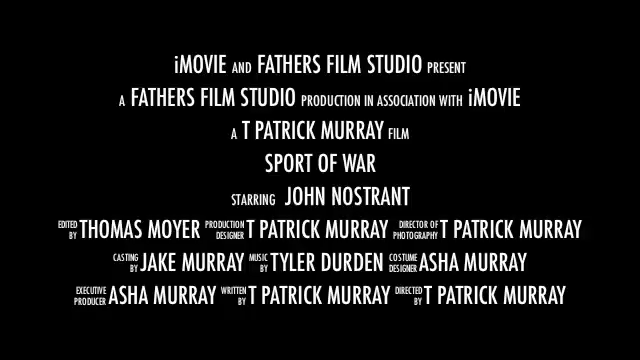 iMOVIE AND FATHERS FILM STUDIO PRESENT
A FATHERS FILM STUDIO PRODUCTION IN ASSOCIATION WITH iMOVIE
A T PATRICK MURRAY FILM
SPORT OF WAR
STARRING JOHN NOSTRANT
EDITED BY THOMAS MOYER PRODUCTION DESIGNER T PATRICK MURRAY DIRECTOR OF PHOTOGRAPHY T PATRICK MURRAY
CASTING BY JAKE MURRAY MUSIC BY TYLER DURDEN COSTUME DESIGNER ASHA MURRAY
EXECUTIVE PRODUCER ASHA MURRAY WRITTEN BY T PATRICK MURRAY DIRECTED BY T PATRICK MURRAY